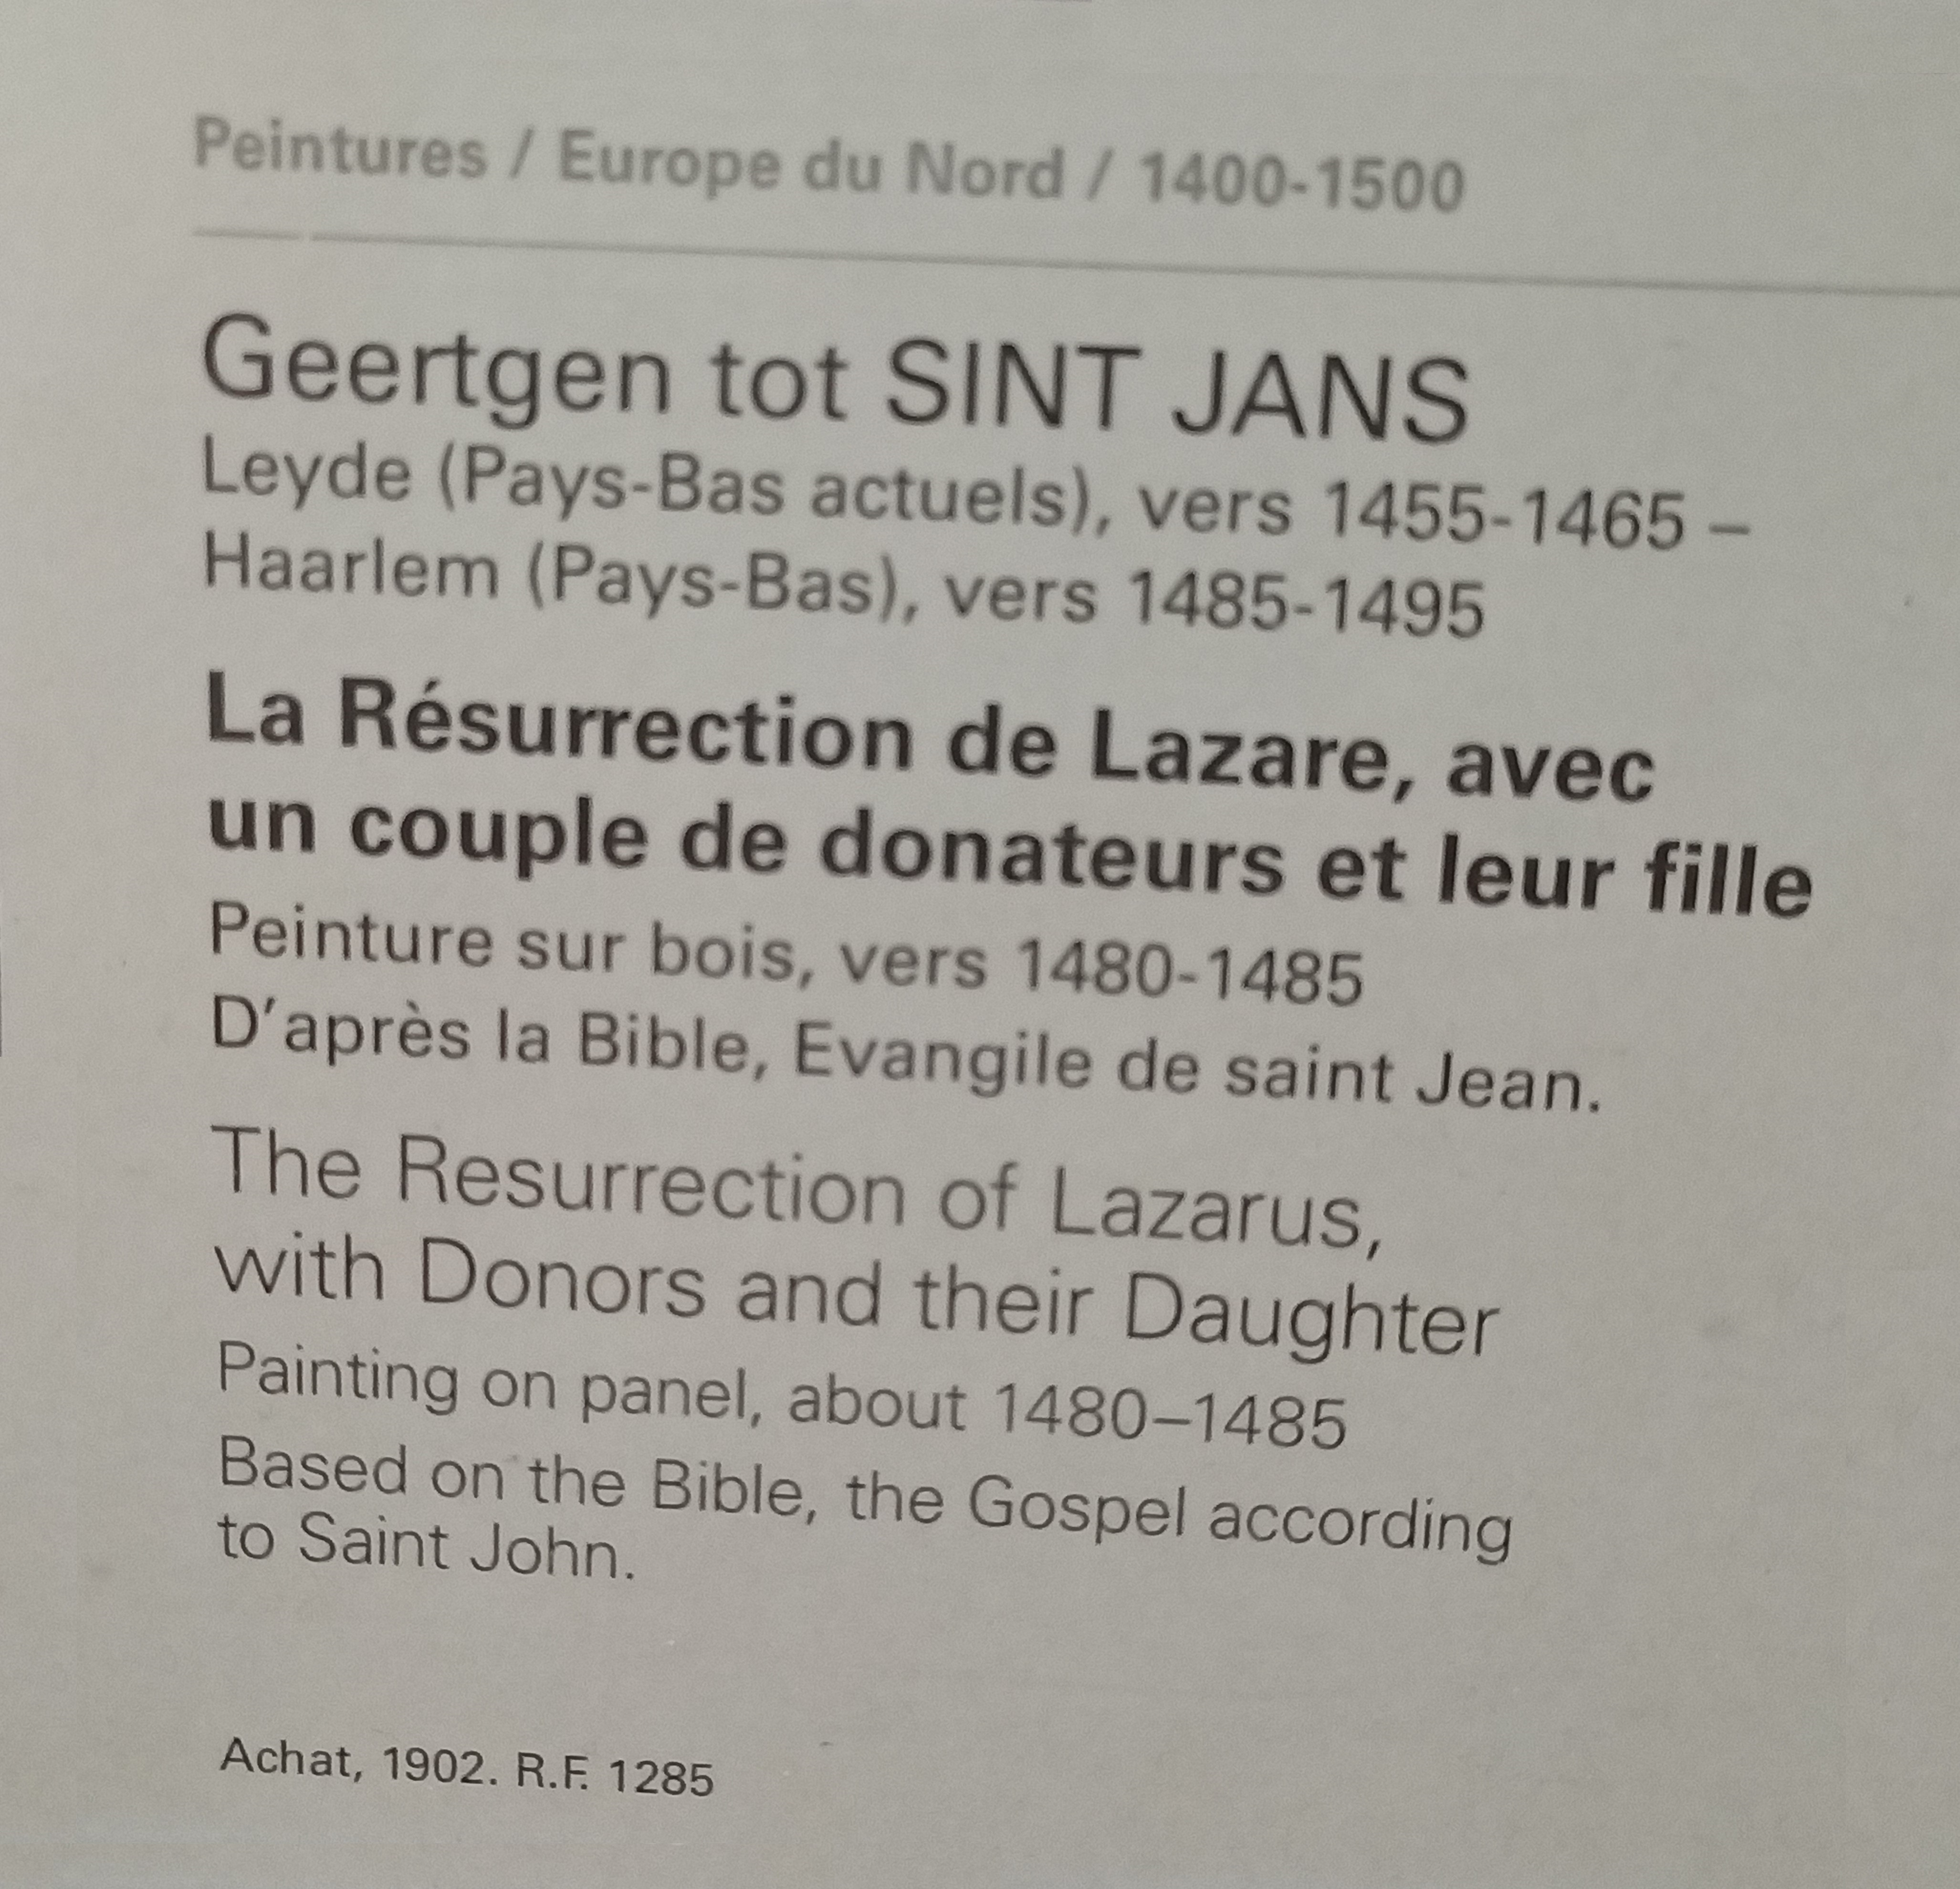 Peintures / Europe du Nord / 1400-1500
Geertgen tot SINT JANS
Leyde (Pays-Bas actuels), vers 1455-1465 –
Haarlem (Pays-Bas), vers 1485-1495
La Résurrection de Lazare, avec
un couple de donateurs et leur fille
Peinture sur bois, vers 1480-1485
D'après la Bible, Evangile de saint Jean.
The Resurrection of Lazarus,
with Donors and their Daughter
Painting on panel, about 1480–1485
Based on the Bible, the Gospel according
to Saint John.
Achat, 1902. R.F. 1285